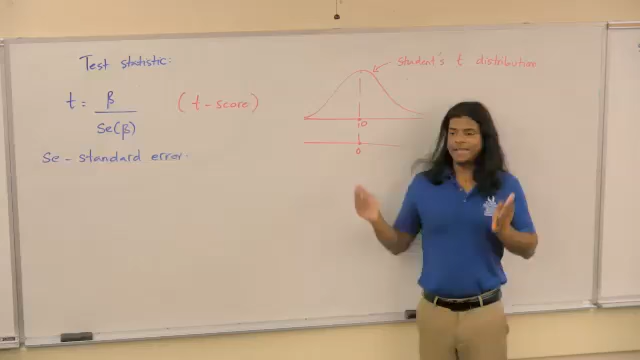 Test statistic:
t = β / Se(β)
(t - score)
Se - standard error.
student's t distribution
0
0